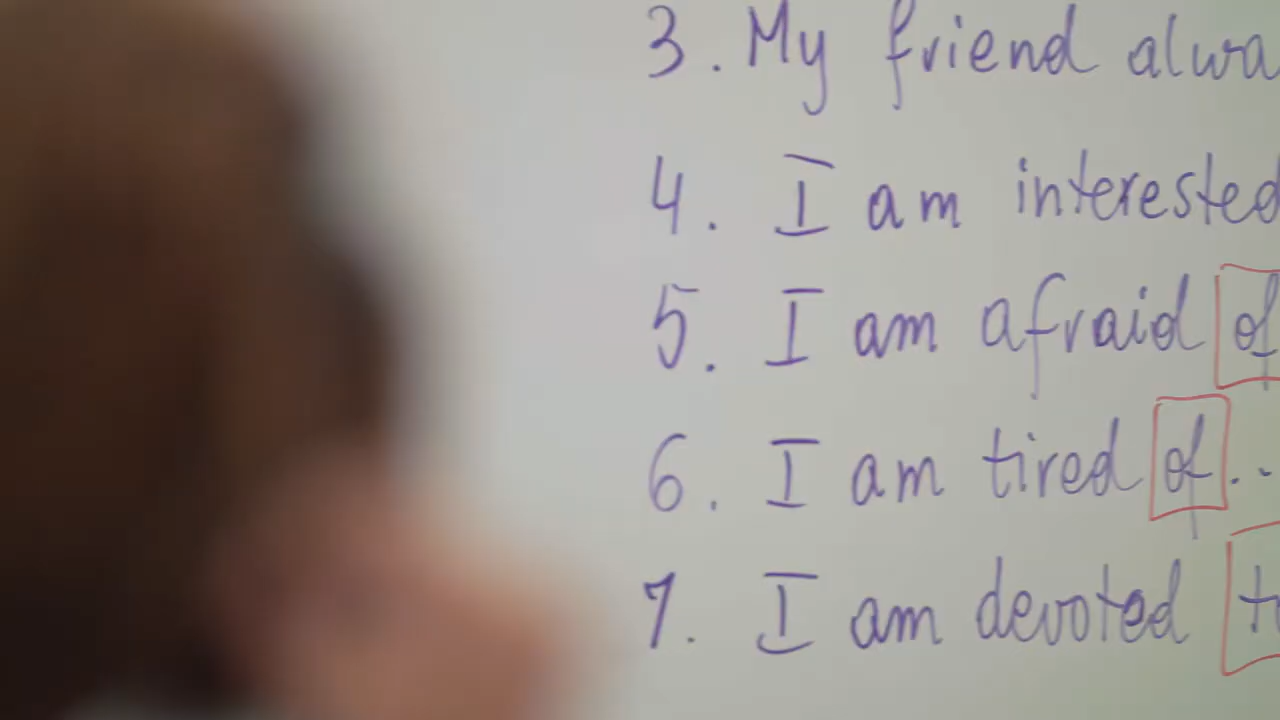 3. My friend alwa
4. I am interested
5. I am afraid of
6. I am tired of..
7. I am devoted t